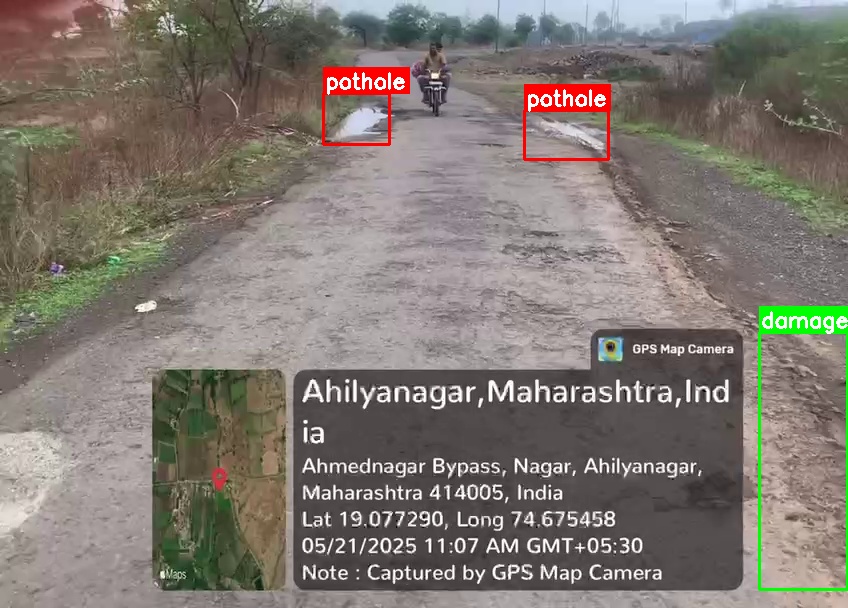 pothole
pothole
damage
GPS Map Camera
Ahilyanagar,Maharashtra,Ind
ia
Ahmednagar Bypass, Nagar, Ahilyanagar,
Maharashtra 414005, India
Lat 19.077290, Long 74.675458
05/21/2025 11:07 AM GMT+05:30
Note : Captured by GPS Map Camera
Maps